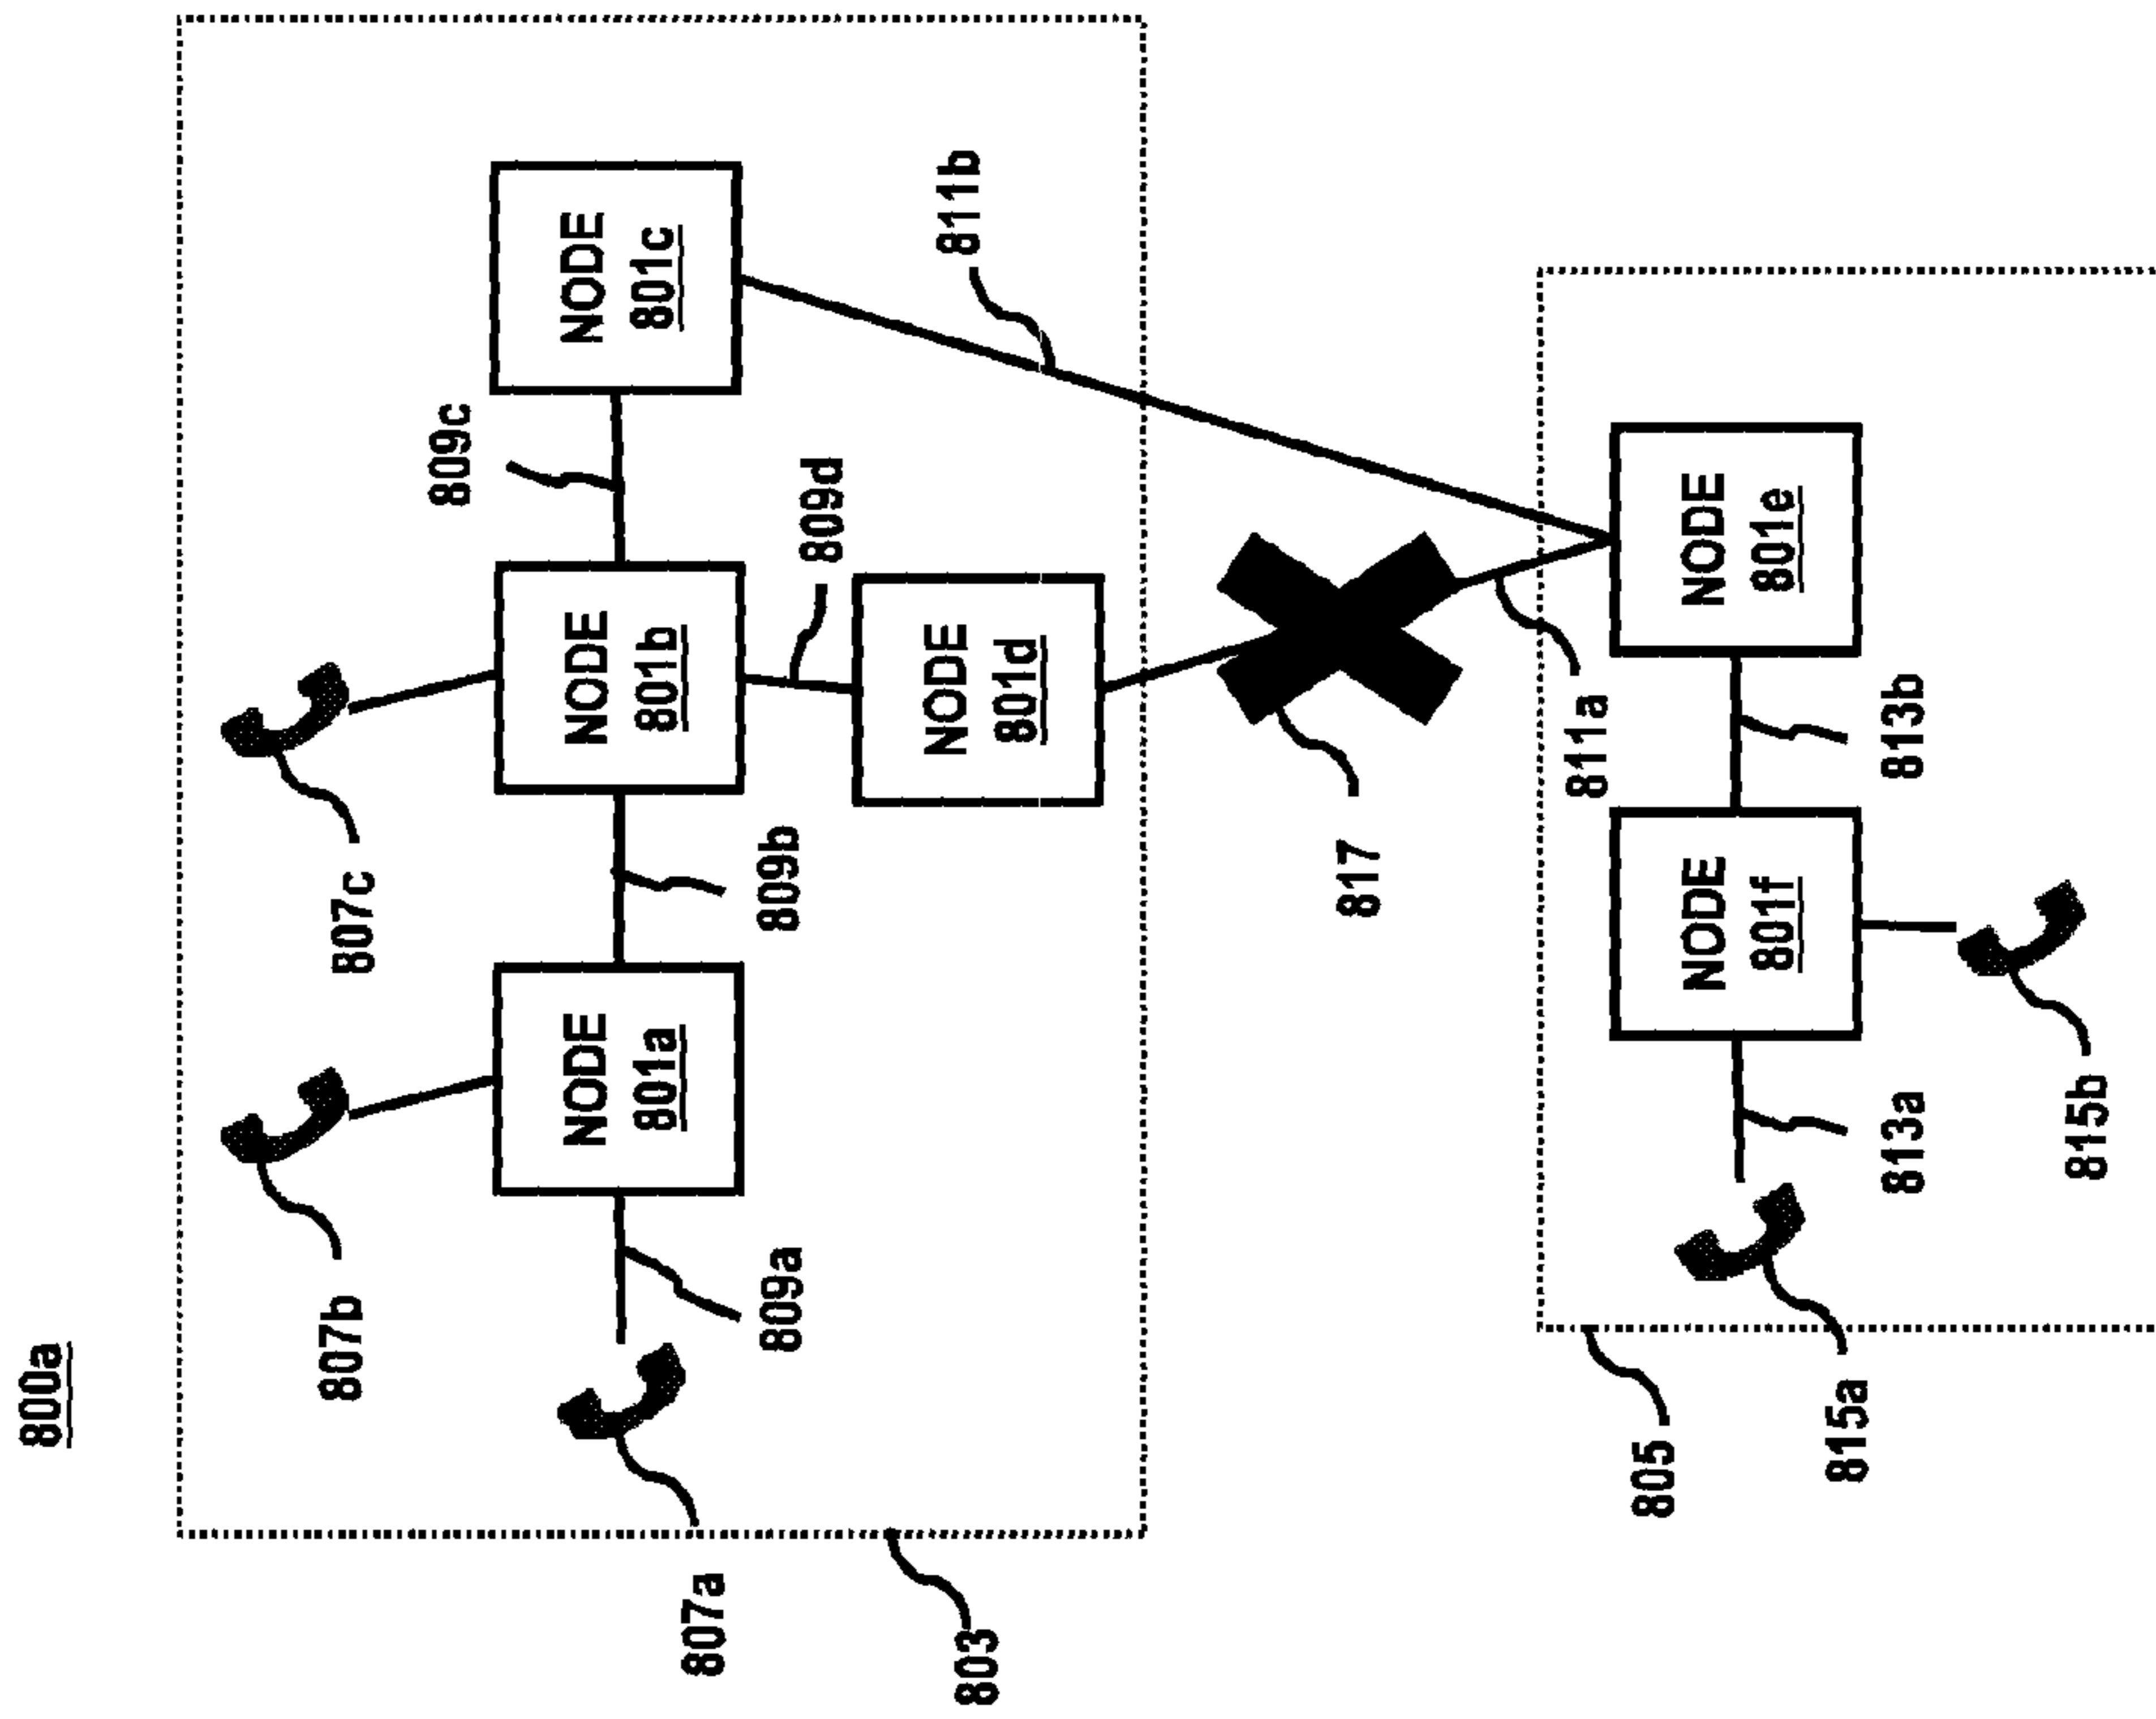 800a
807b
807c
807a
809a
NODE
801a
809b
NODE
801b
809c
NODE
801c
809d
NODE
801d
811b
803
817
811a
805
815a
813a
NODE
801f
813b
NODE
801e
815b